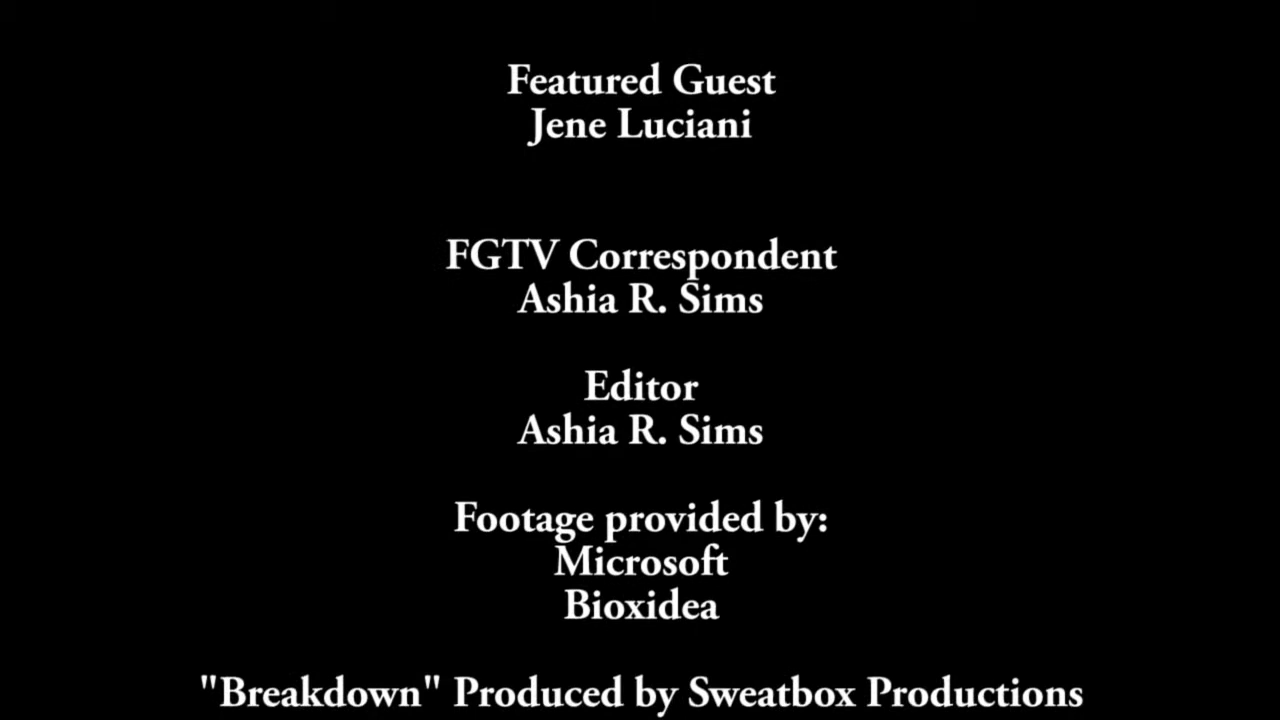 Featured Guest
Jene Luciani
FGTV Correspondent
Ashia R. Sims
Editor
Ashia R. Sims
Footage provided by:
Microsoft
Bioxidea
"Breakdown" Produced by Sweatbox Productions